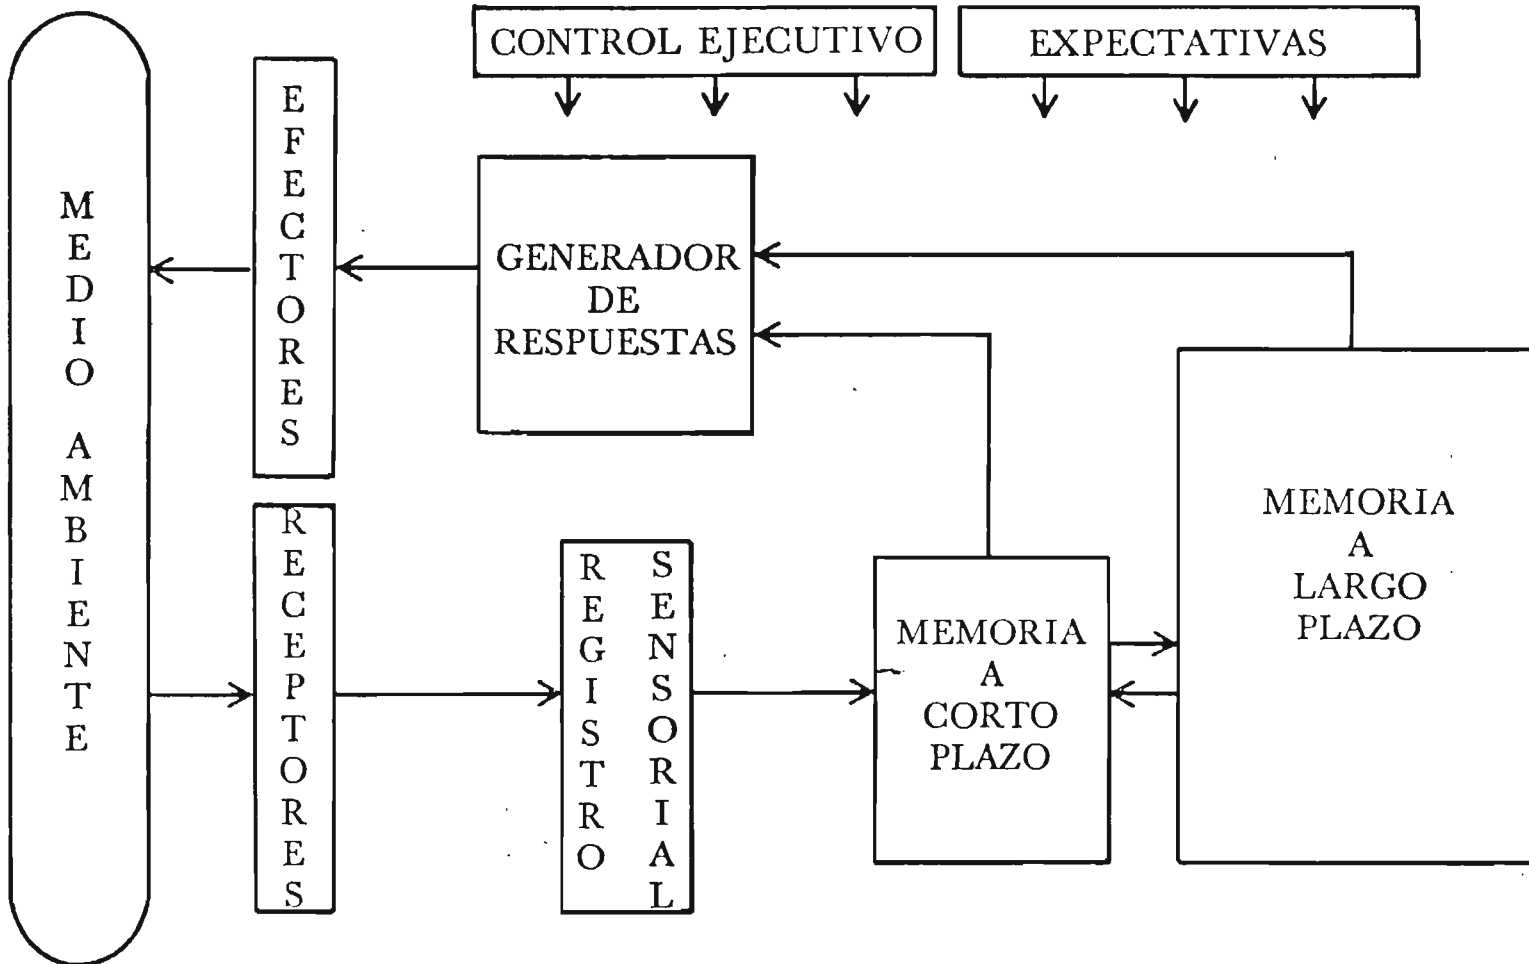 CONTROL EJECUTIVO
EXPECTATIVAS
MEDIO AMBIENTE
EFECTORES
GENERADOR
DE
RESPUESTAS
RECEPTORES
REGISTRO
SENSORIAL
MEMORIA
A
CORTO
PLAZO
MEMORIA
A
LARGO
PLAZO